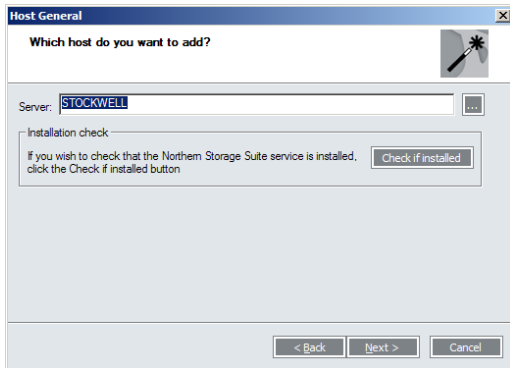 Host General
Which host do you want to add?
Server: STOCKWELL ...
Installation check
If you wish to check that the Northern Storage Suite service is installed,
click the Check if installed button
Check if installed
< Back Next > Cancel